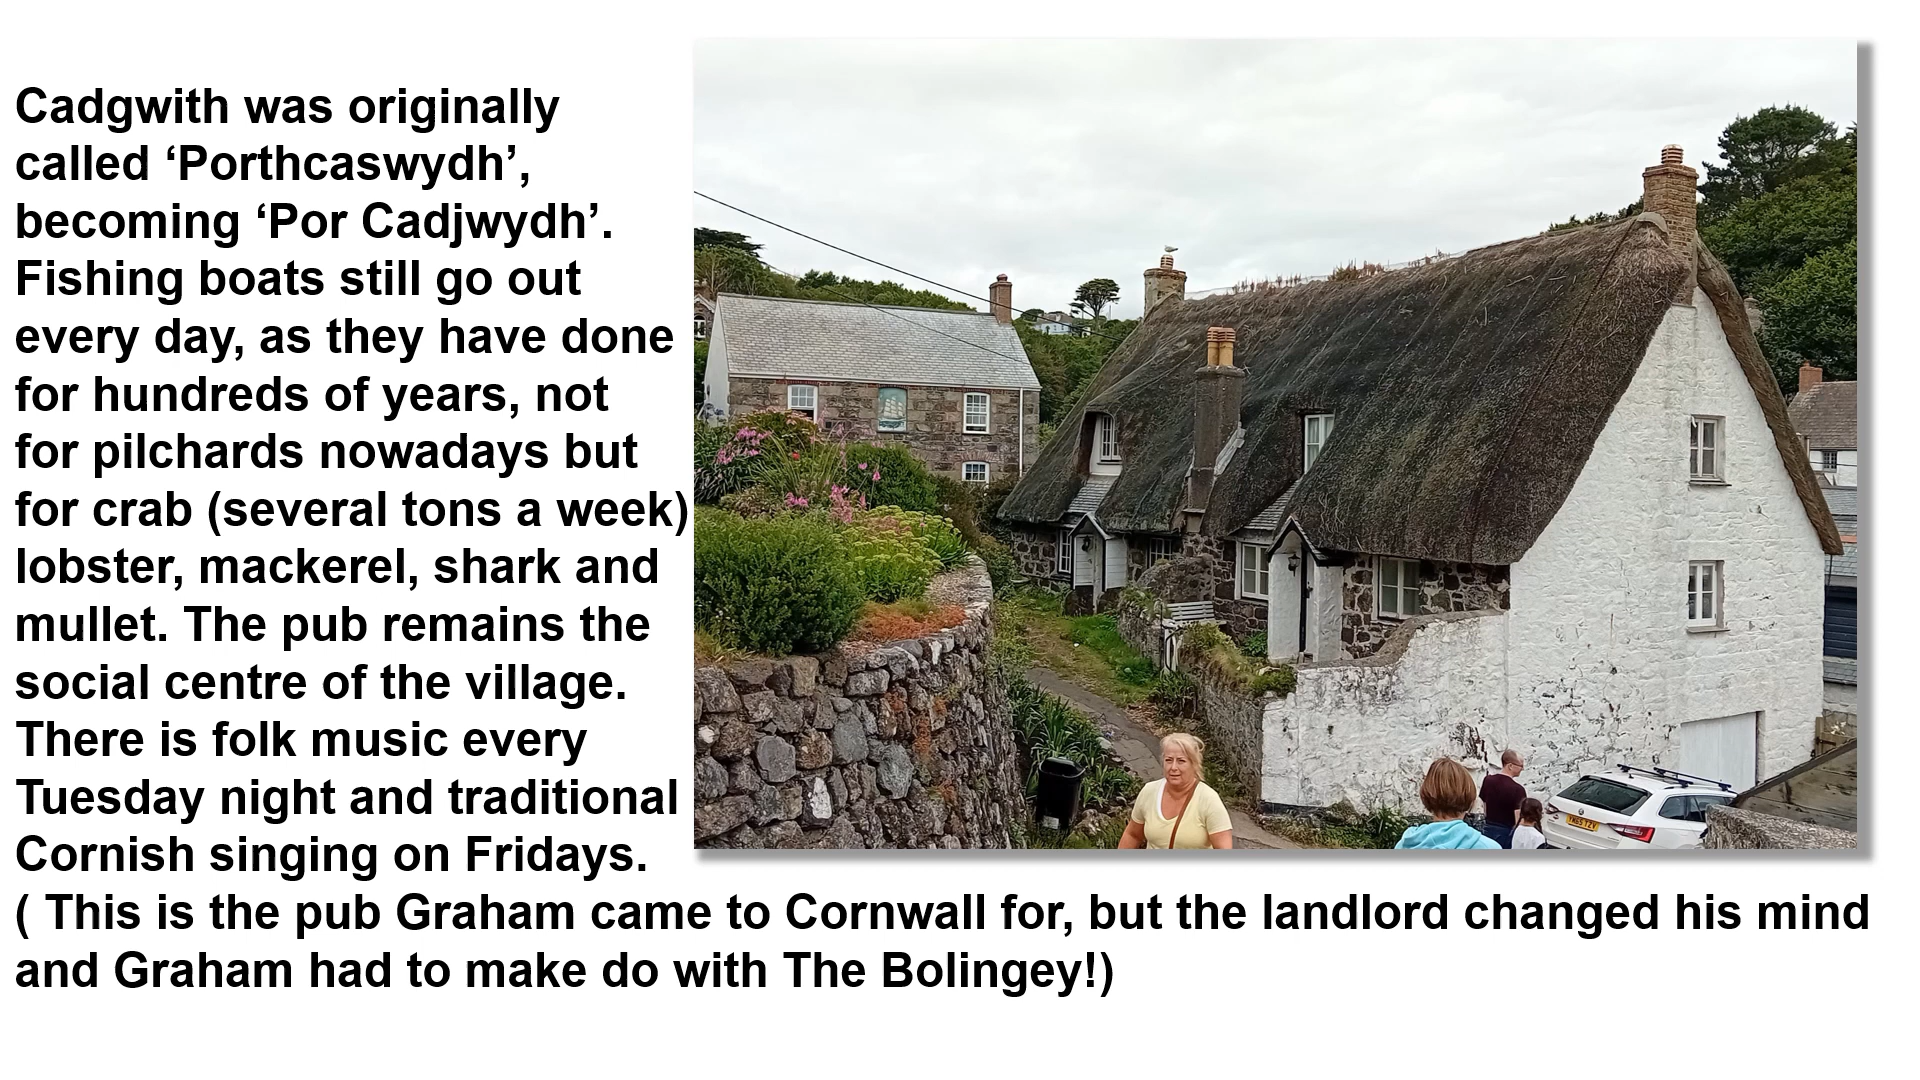 Cadgwith was originally
called ‘Porthcaswydh’,
becoming ‘Por Cadjwydh’.
Fishing boats still go out
every day, as they have done
for hundreds of years, not
for pilchards nowadays but
for crab (several tons a week)
lobster, mackerel, shark and
mullet. The pub remains the
social centre of the village.
There is folk music every
Tuesday night and traditional
Cornish singing on Fridays.
( This is the pub Graham came to Cornwall for, but the landlord changed his mind
and Graham had to make do with The Bolingey!)